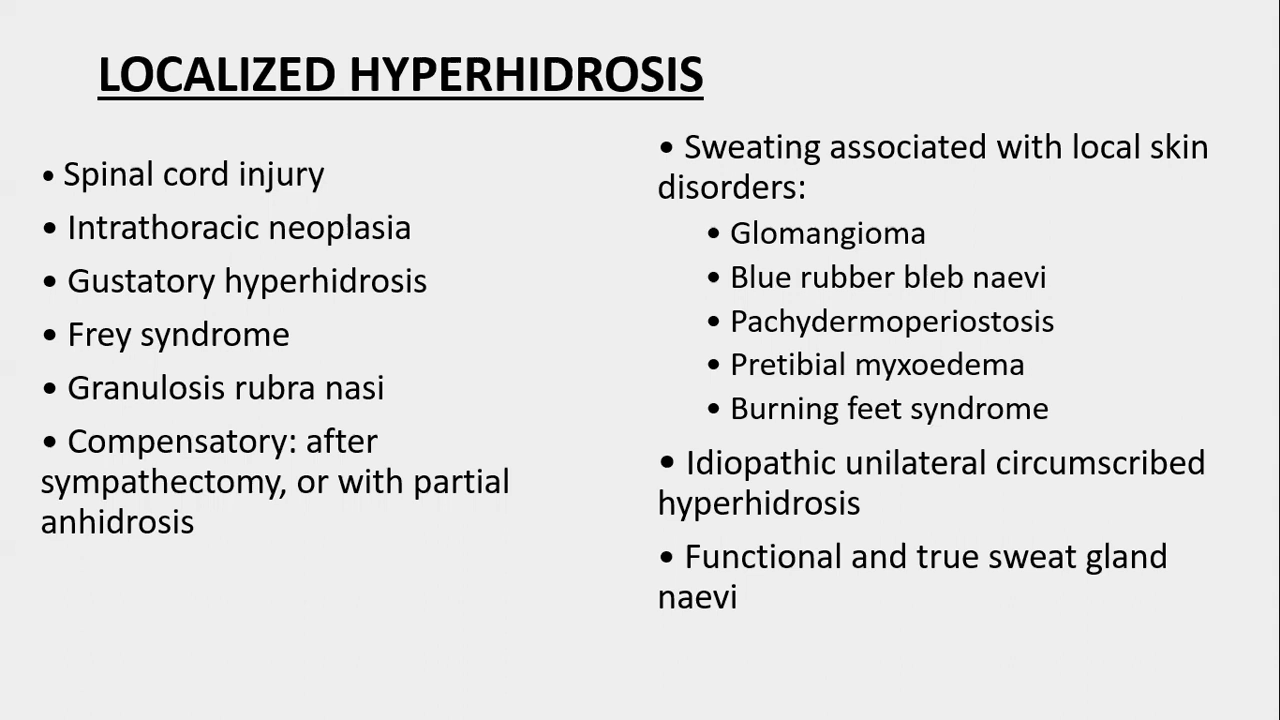 LOCALIZED HYPERHIDROSIS
• Spinal cord injury
• Intrathoracic neoplasia
• Gustatory hyperhidrosis
• Frey syndrome
• Granulosis rubra nasi
• Compensatory: after
sympathectomy, or with partial
anhidrosis
• Sweating associated with local skin
disorders:
• Glomangioma
• Blue rubber bleb naevi
• Pachydermoperiostosis
• Pretibial myxoedema
• Burning feet syndrome
• Idiopathic unilateral circumscribed
hyperhidrosis
• Functional and true sweat gland
naevi